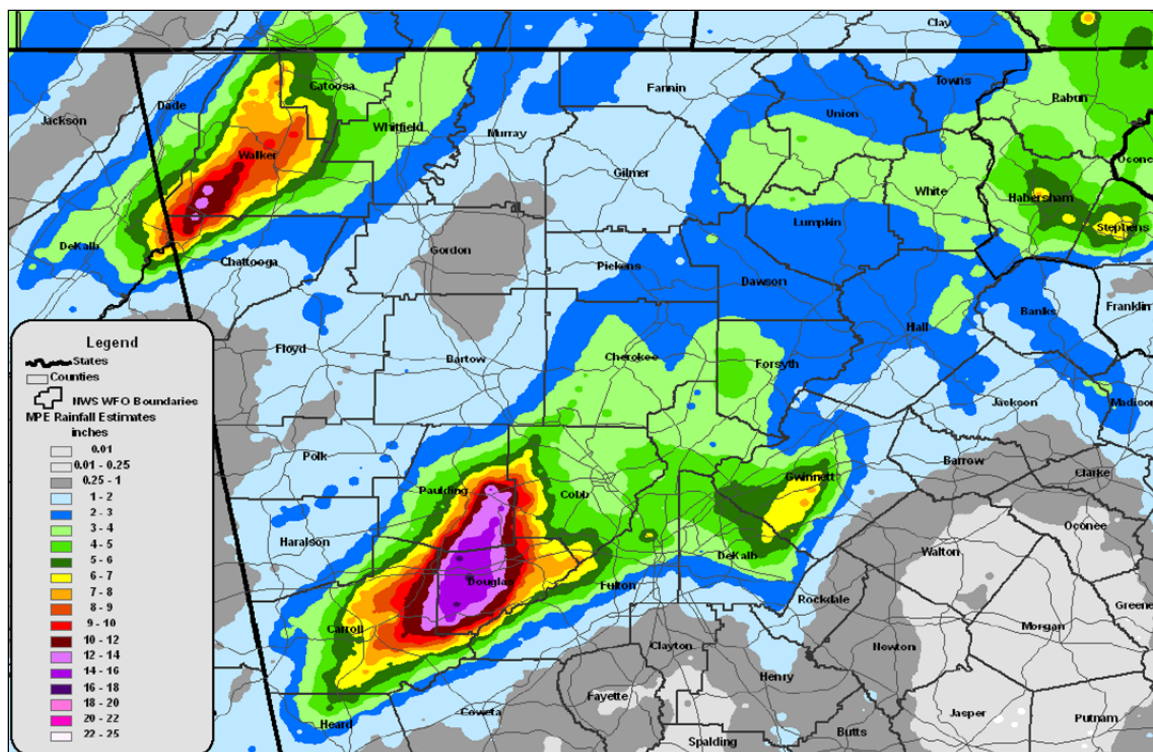 Clay
Towns
Fannin
Rabun
Catoosa
Dade
Jackson
Union
Whitfield
Murray
Walker
Oconee
Gilmer
White
Habersham
Lumpkin
Stephens
DeKalb
Gordon
Chattooga
Pickens
Dawson
Franklin
Banks
Hall
Floyd
Bartow
Cherokee
Forsyth
Jackson
Madison
Polk
Barrow
Clarke
Paulding
Cobb
Gwinnett
Oconee
Haralson
Walton
DeKalb
Douglas
Fulton
Rockdale
Greene
Carroll
Morgan
Clayton
Newton
Henry
Fayette
Coweta
Heard
Jasper
Putnam
Butts
Spalding
Legend
States
Counties
NWS WFO Boundaries
MPE Rainfall Estimates
inches
0.01
0.01 - 0.25
0.25 - 1
1 - 2
2 - 3
3 - 4
4 - 5
5 - 6
6 - 7
7 - 8
8 - 9
9 - 10
10 - 12
12 - 14
14 - 16
16 - 18
18 - 20
20 - 22
22 - 25